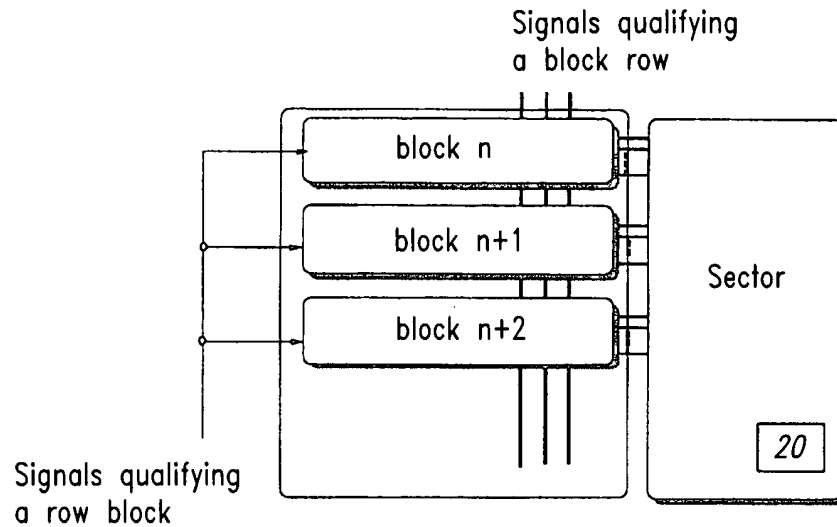 Signals qualifying
a block row
block n
block n+1
block n+2
Sector
20
Signals qualifying
a row block